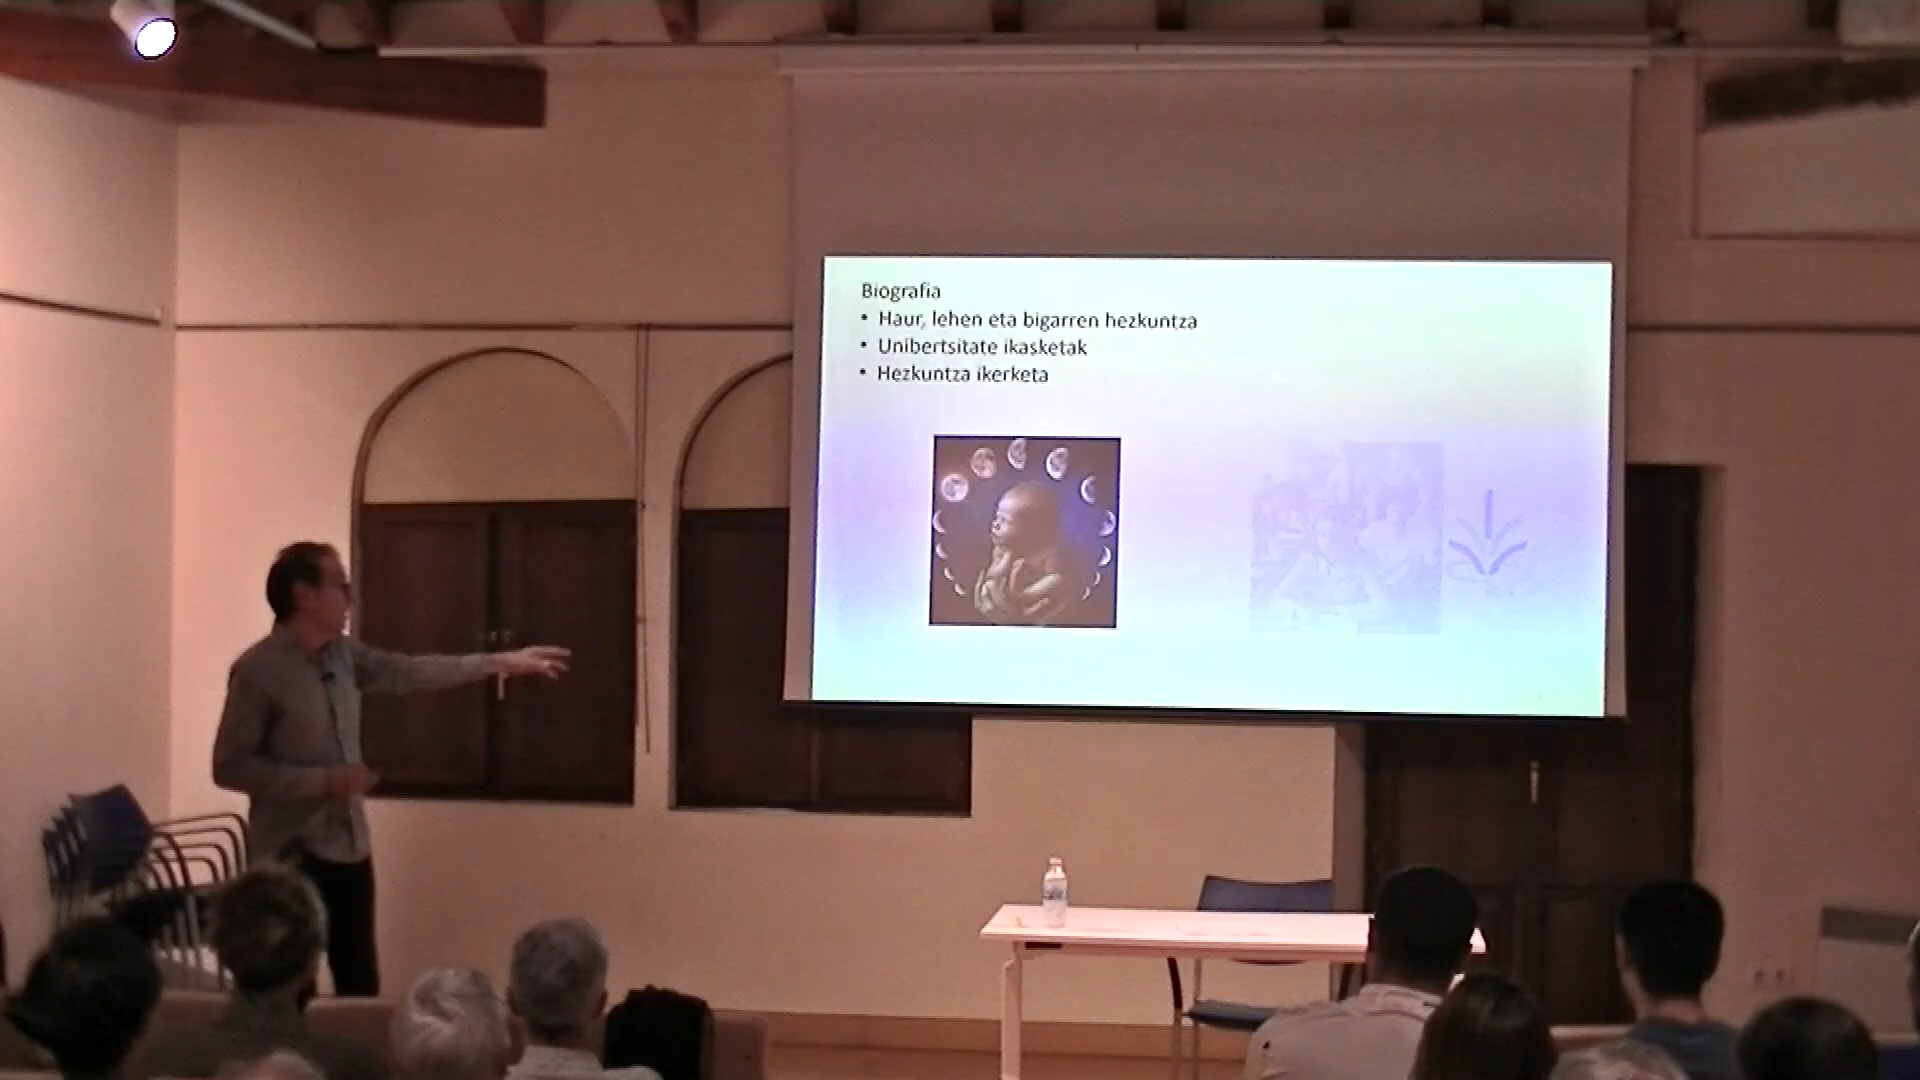 Biografia
• Haur, lehen eta bigarren hezkuntza
• Unibertsitate ikasketak
• Hezkuntza ikerketa